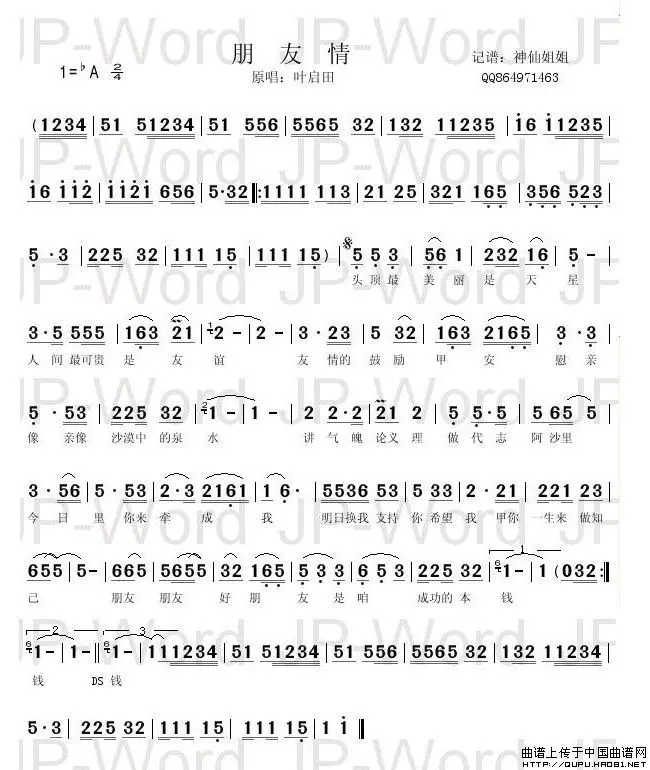 朋友情
1=♭A 2/4
原唱：叶启田
记谱：神仙姐姐
QQ864971463
(1234|51 51234|51 556|5565 32|132 11235|i6 i11235|
i6 ii2|ii2i 656|5·32‖:1111 113|21 25|321 165|356 523|
5·3|225 32|111 15|111 15)|5 5 3|56 1|232 16|5-|
头顶最 美 丽 是 天 星
3·5 555|163 21|2-|2-|3·23|5 32|163 2165|3·3|
人 间 最可贵 是 友 谊 友 情的 鼓 励 甲 安 慰 亲
5·53|225 32|1-|1-|2 2·2|21 2|5 5·5|5 65 5|
像 亲像 沙漠中 的泉 水 讲 气 魄 论义 理 做 代 志 阿 沙里
3·56|5·53|2·3 2161|1 6·|5536 53|32 53|2·21|221 23|
今 日 里 你来 牵 成 我 明日换我 支持 你 希望 我 甲你 一生来 做知
655|5-|665 5655|32 165|3 5 3|6 5 3|225 32|1-|1(032:‖
己 朋友 朋友 好 朋 友 是 咱 成功的 本 钱
1-|1-‖1-|111234|51 51234|51 556|5565 32|132 11234|
钱 DS 钱
5·3|225 32|111 15|111 15|1 i‖
曲谱上传于中国曲谱网
HTTP://QUPU.HAO81.NET
JP-Word JP-Word JP